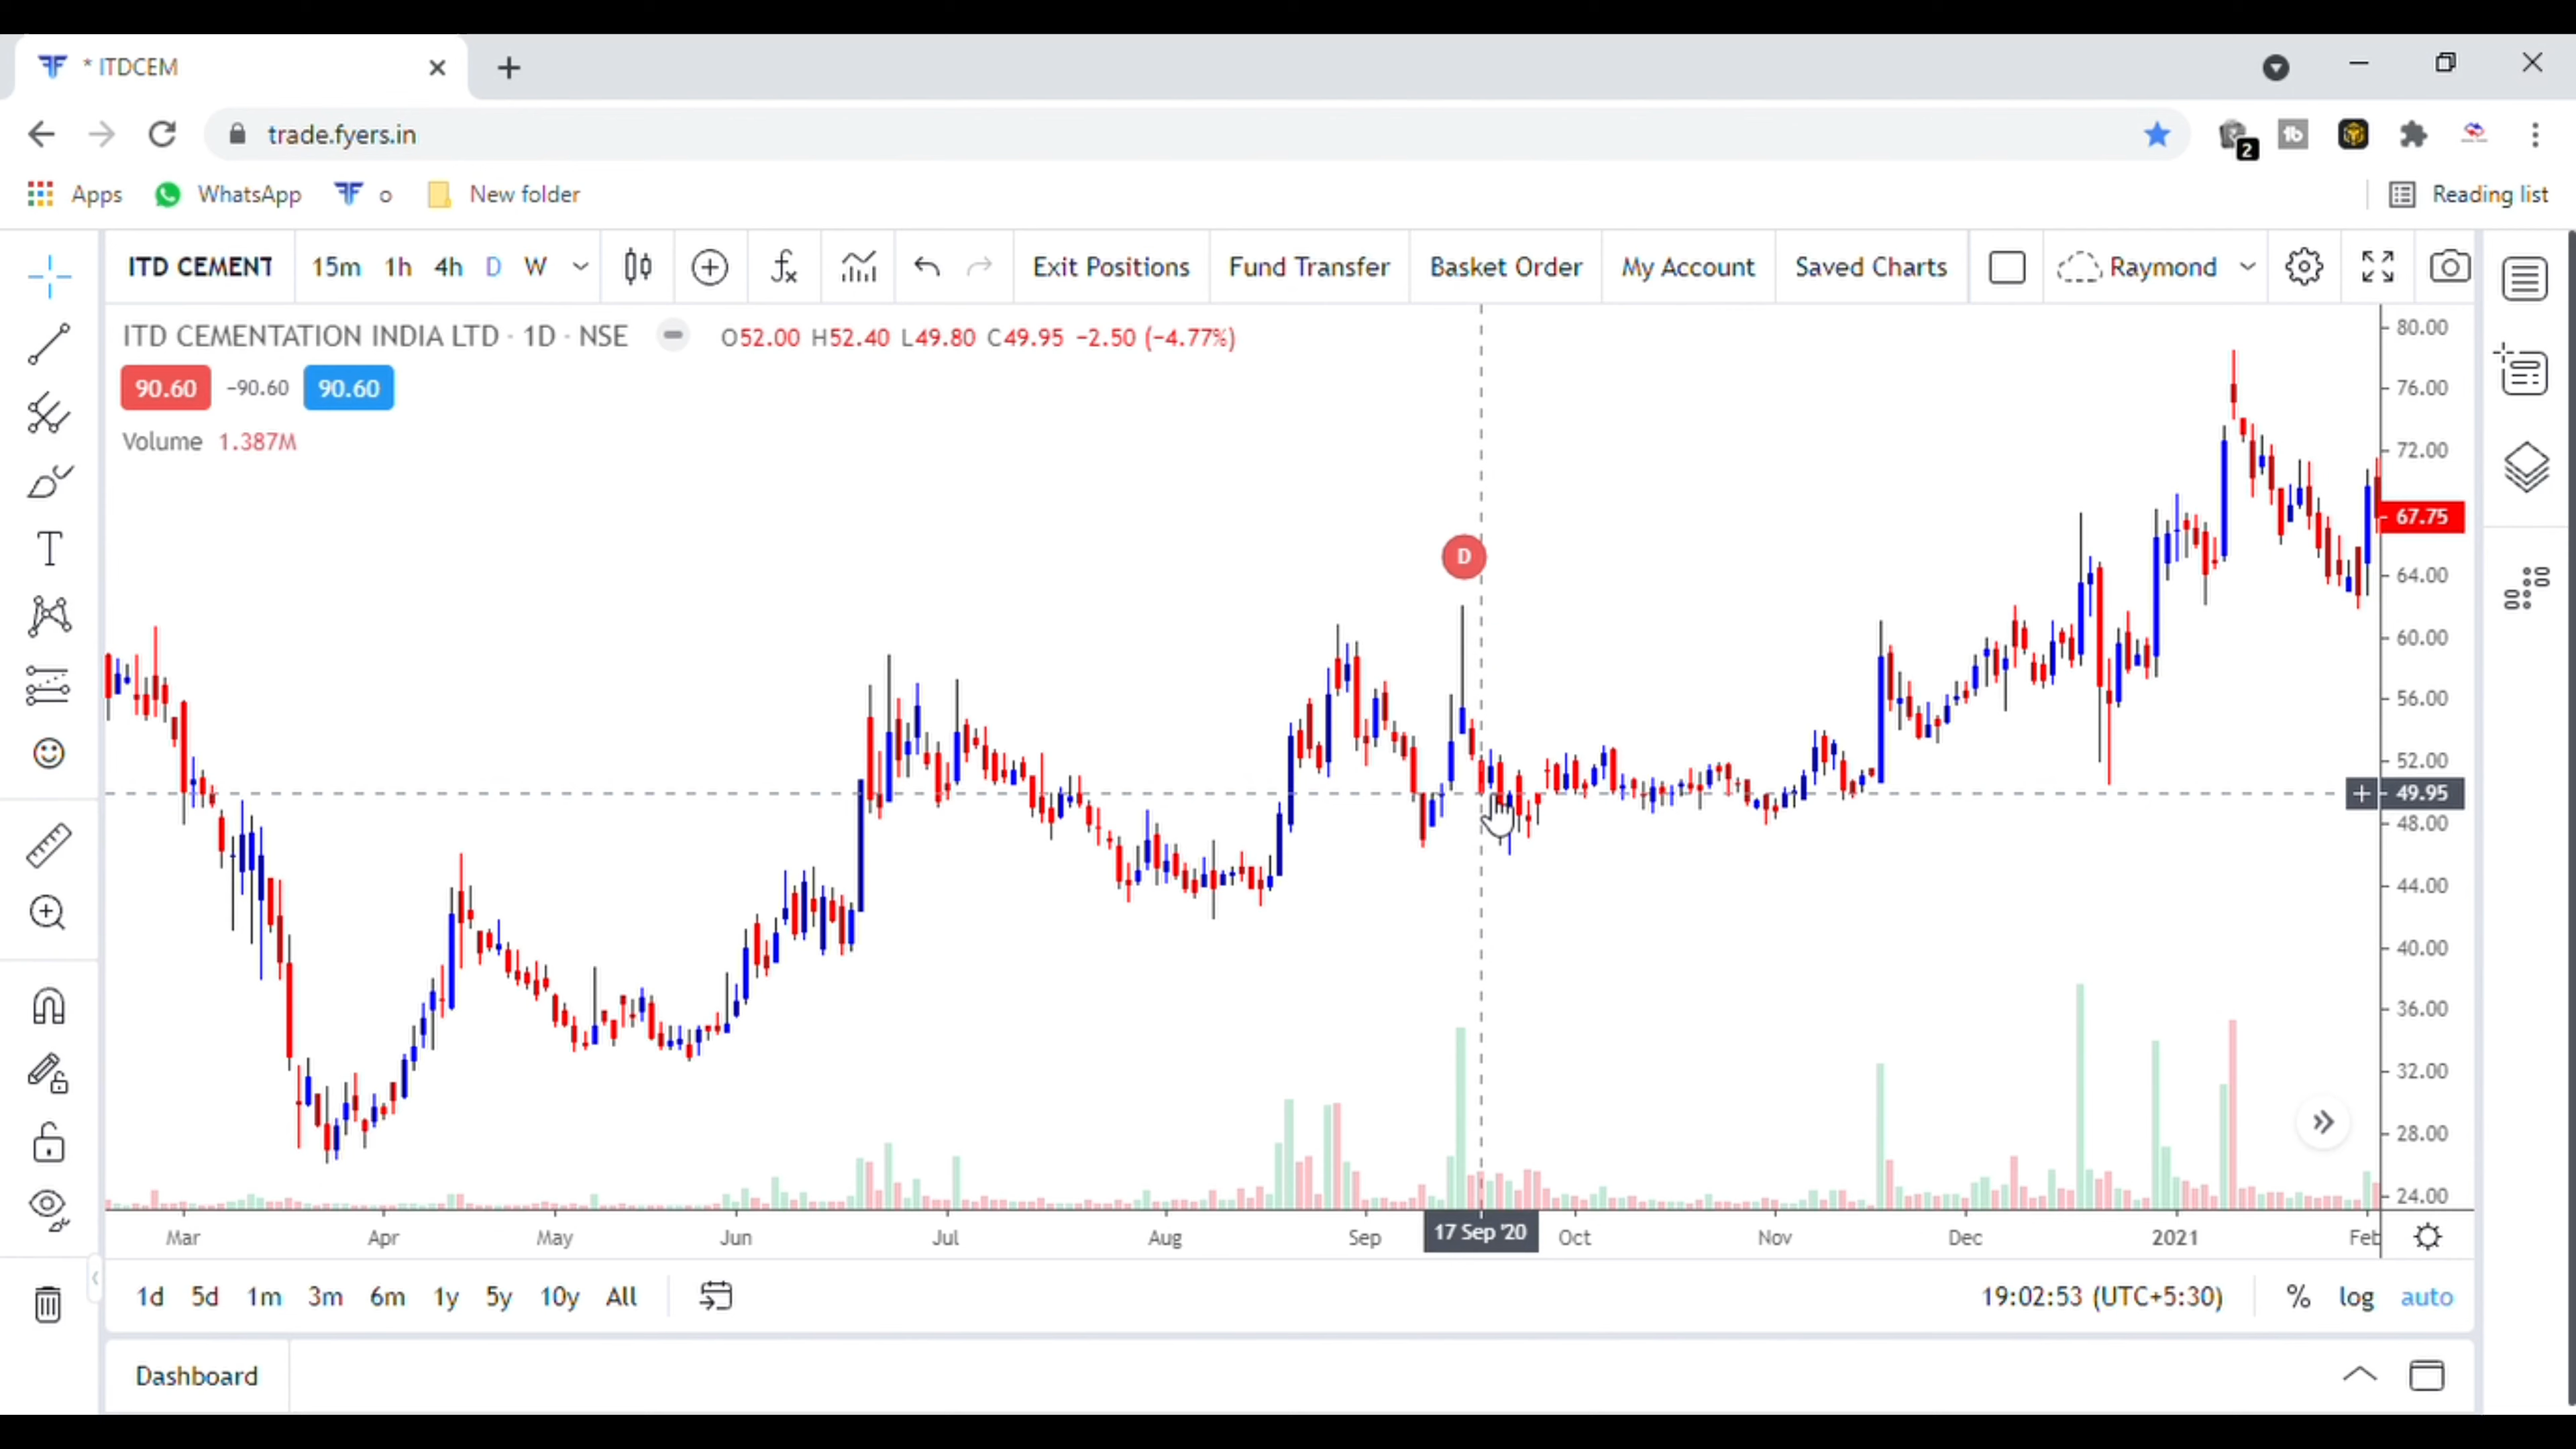 * ITDCEM
trade.fyers.in
2
Apps WhatsApp o New folder Reading list
ITD CEMENT 15m 1h 4h D W Exit Positions Fund Transfer Basket Order My Account Saved Charts Raymond
ITD CEMENTATION INDIA LTD · 1D · NSE O52.00 H52.40 L49.80 C49.95 −2.50 (−4.77%)
90.60 −90.60 90.60
Volume 1.387M
80.00
76.00
72.00
67.75
64.00
60.00
56.00
52.00
49.95
48.00
44.00
40.00
36.00
32.00
28.00
24.00
D
Mar Apr May Jun Jul Aug Sep 17 Sep '20 Oct Nov Dec 2021 Feb
1d 5d 1m 3m 6m 1y 5y 10y All 19:02:53 (UTC+5:30) % log auto
Dashboard